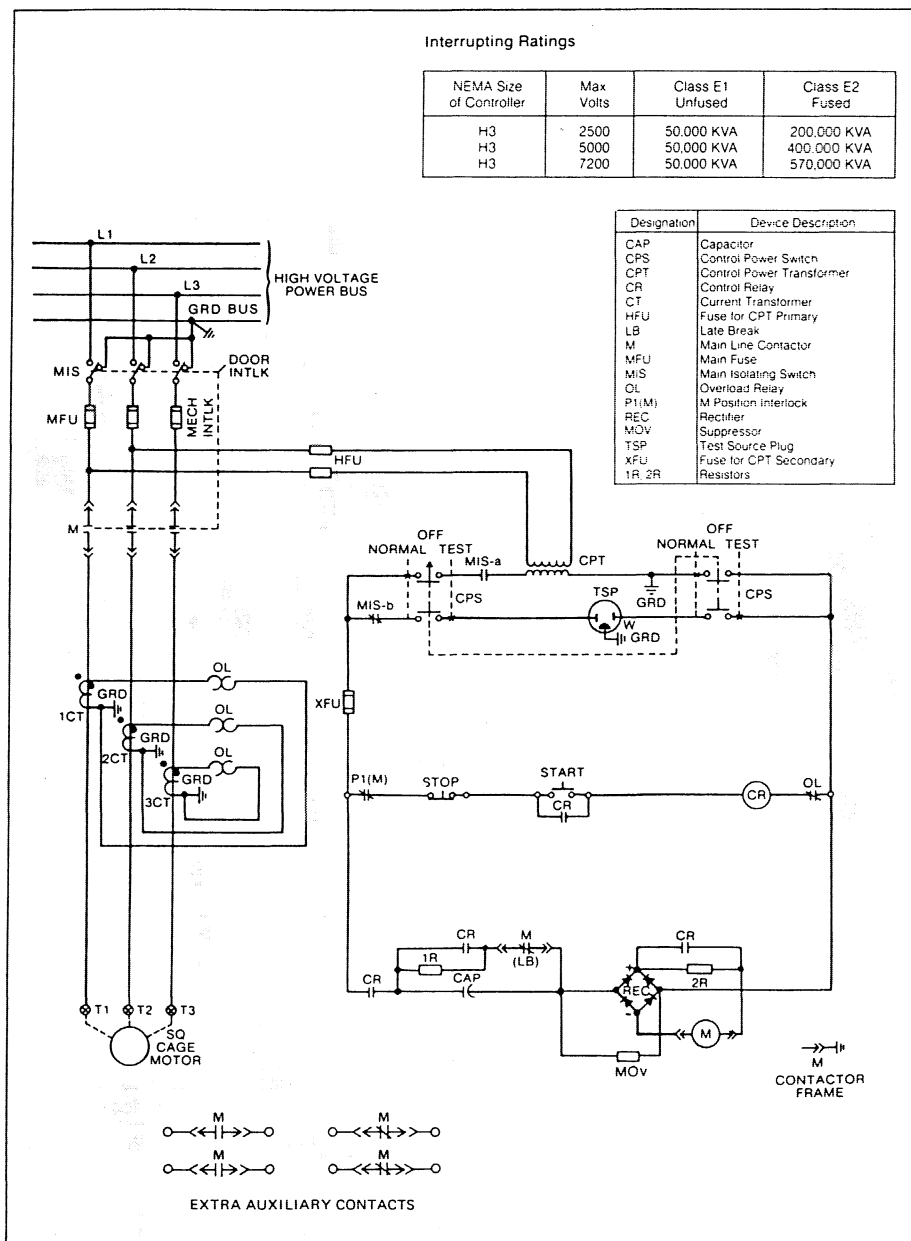 Interrupting Ratings
NEMA Size of Controller Max Volts Class E1 Unfused Class E2 Fused
H3 2500 50,000 KVA 200,000 KVA
H3 5000 50,000 KVA 400,000 KVA
H3 7200 50,000 KVA 570,000 KVA
Designation Device Description
CAP Capacitor
CPS Control Power Switch
CPT Control Power Transformer
CR Control Relay
CT Current Transformer
HFU Fuse for CPT Primary
LB Late Break
M Main Line Contactor
MFU Main Fuse
MIS Main Isolating Switch
OL Overload Relay
P1(M) M Position Interlock
REC Rectifier
MOV Suppressor
TSP Test Source Plug
XFU Fuse for CPT Secondary
1R, 2R Resistors
L1
L2
L3
GRD BUS
HIGH VOLTAGE
POWER BUS
MIS
DOOR
INTLK
MFU
MECH
INTLK
HFU
M
OFF
NORMAL TEST
MIS-a
CPT
OFF
NORMAL TEST
MIS-b
CPS
TSP
W
GRD
GRD
CPS
XFU
OL
GRD
1CT
OL
GRD
2CT
OL
GRD
3CT
P1(M)
STOP
START
CR
CR
OL
CR
CR
1R
CAP
M
(LB)
REC
+
-
CR
2R
M
MOV
T1
T2
T3
SQ
CAGE
MOTOR
M
CONTACTOR
FRAME
M
M
M
M
EXTRA AUXILIARY CONTACTS